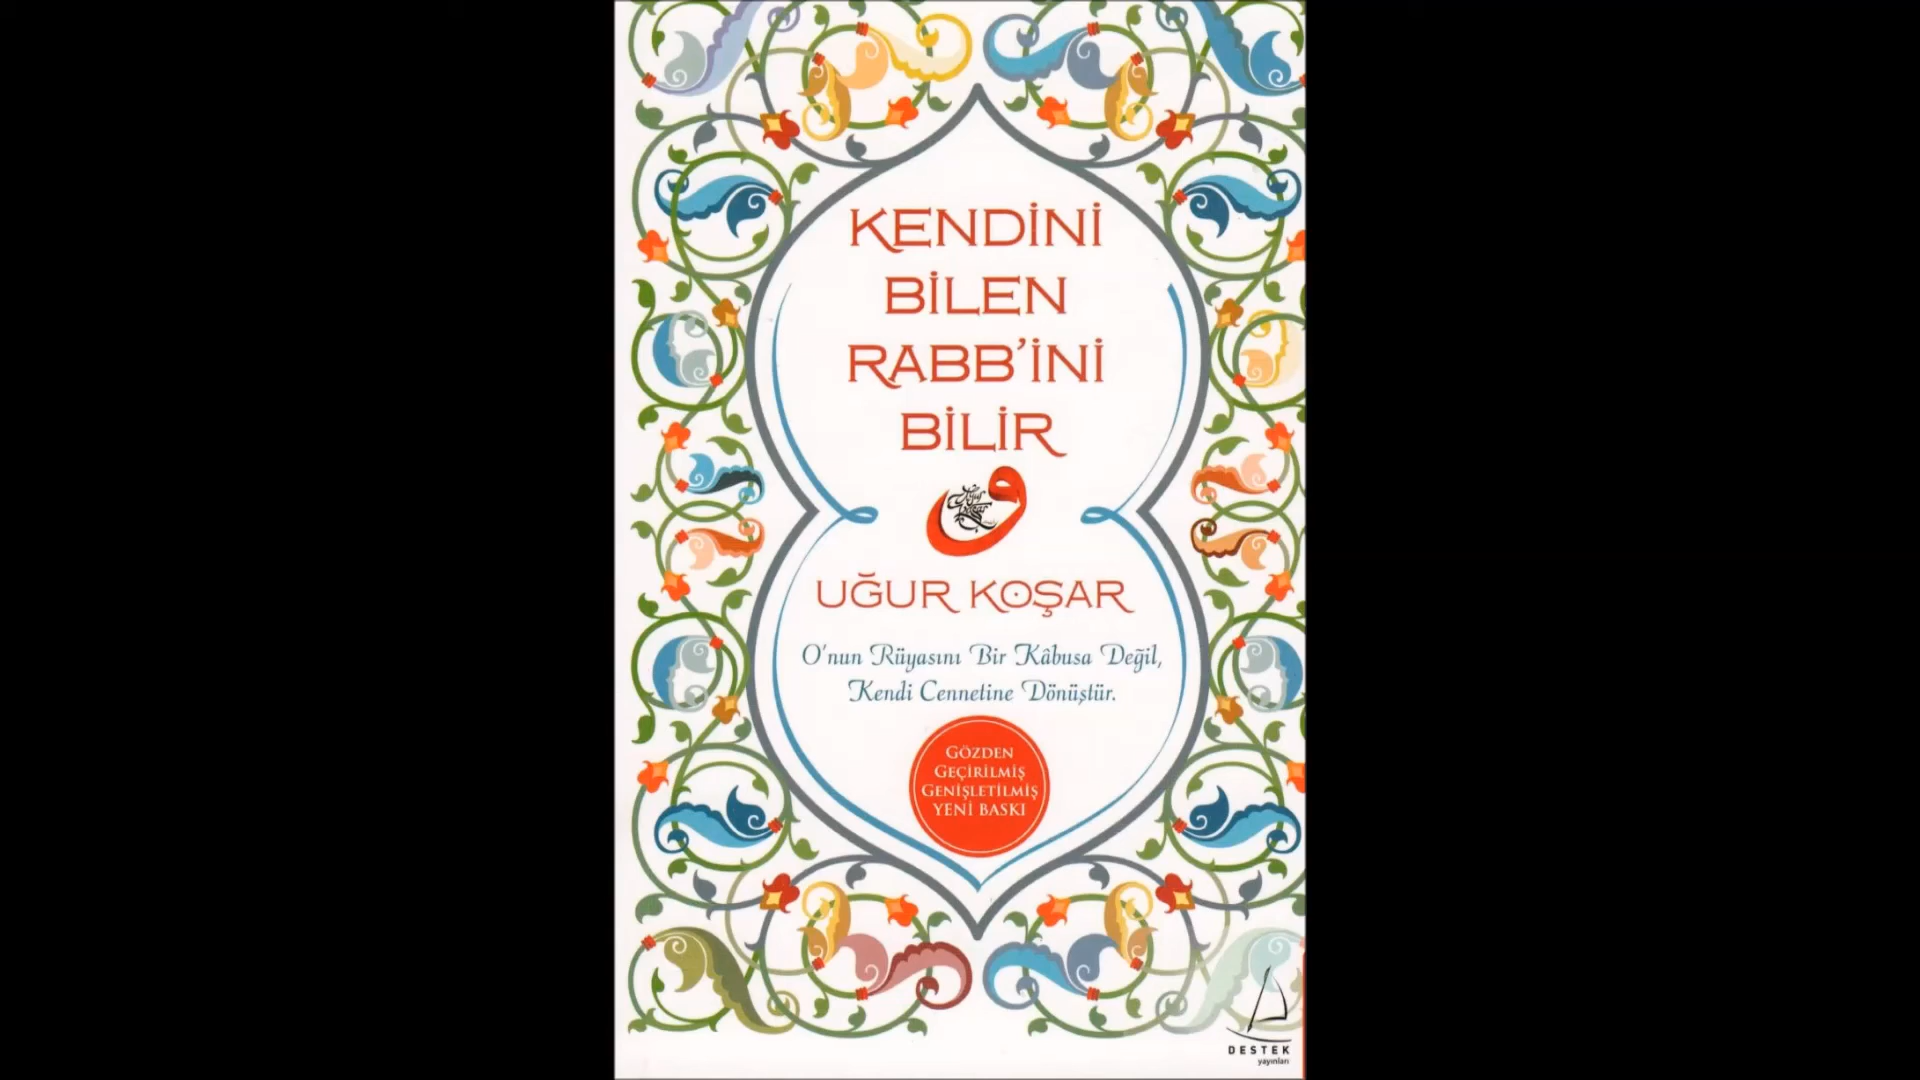 KENDİNİ
BİLEN
RABB'İNİ
BİLİR
UĞUR KOŞAR
O'nun Rüyasını Bir Kâbusa Değil,
Kendi Cennetine Dönüştür.
GÖZDEN
GEÇİRİLMİŞ
GENİŞLETİLMİŞ
YENİ BASKI
DESTEK
yayınları